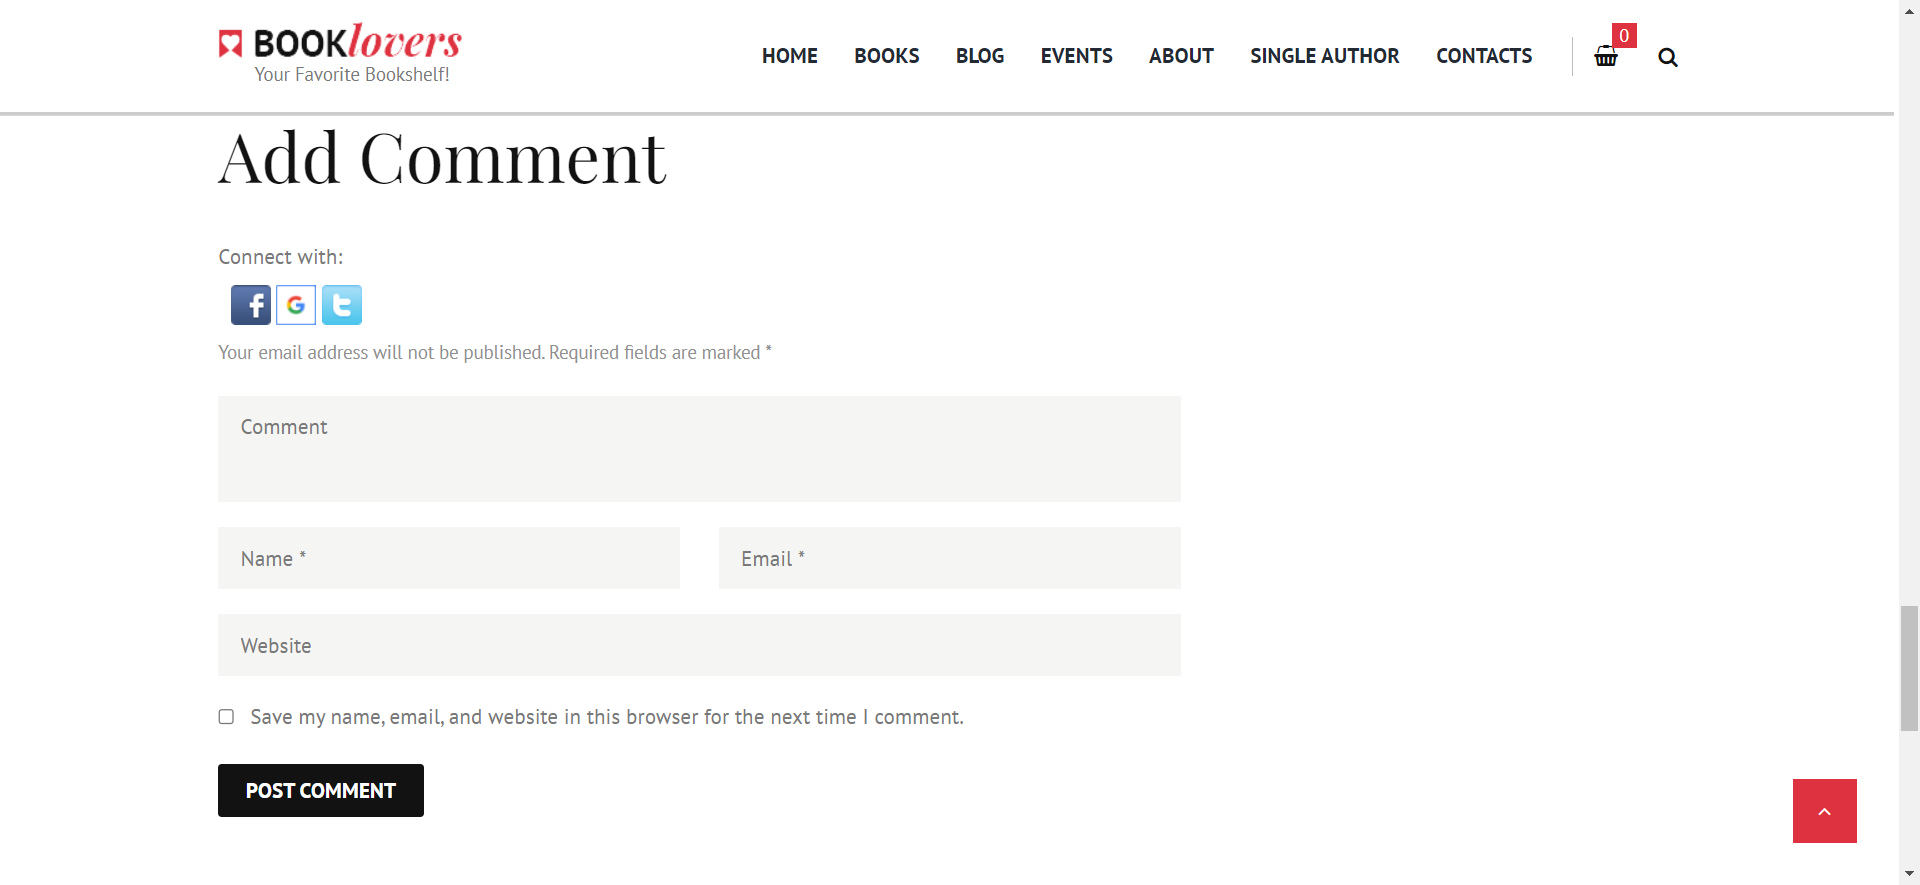 BOOKlovers
Your Favorite Bookshelf!
HOME BOOKS BLOG EVENTS ABOUT SINGLE AUTHOR CONTACTS
0
Add Comment
Connect with:
f G t
Your email address will not be published. Required fields are marked *
Comment
Name * Email *
Website
Save my name, email, and website in this browser for the next time I comment.
POST COMMENT